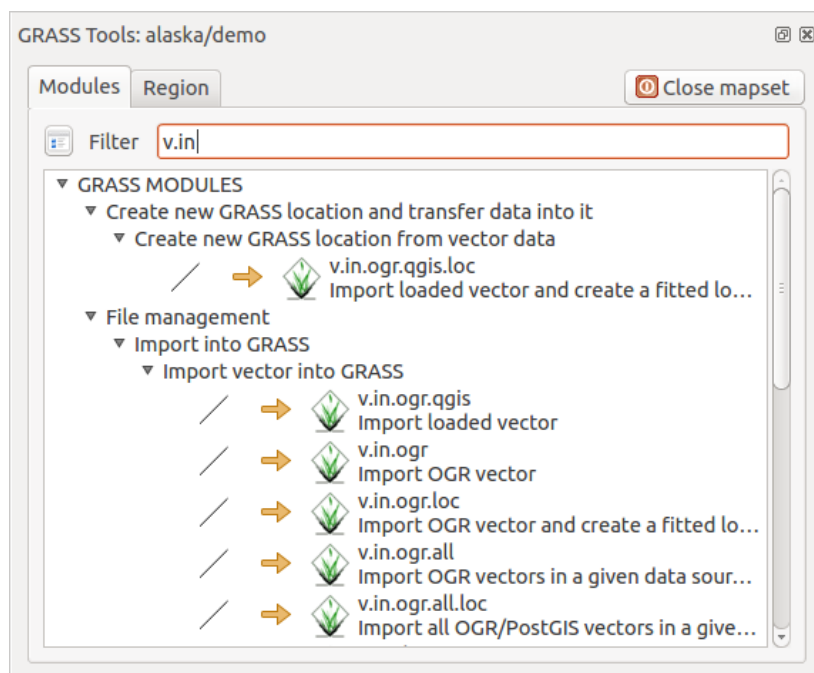 GRASS Tools: alaska/demo
Modules
Region
Close mapset
Filter
v.in
GRASS MODULES
Create new GRASS location and transfer data into it
Create new GRASS location from vector data
v.in.ogr.qgis.loc
Import loaded vector and create a fitted lo...
File management
Import into GRASS
Import vector into GRASS
v.in.ogr.qgis
Import loaded vector
v.in.ogr
Import OGR vector
v.in.ogr.loc
Import OGR vector and create a fitted lo...
v.in.ogr.all
Import OGR vectors in a given data sour...
v.in.ogr.all.loc
Import all OGR/PostGIS vectors in a give...